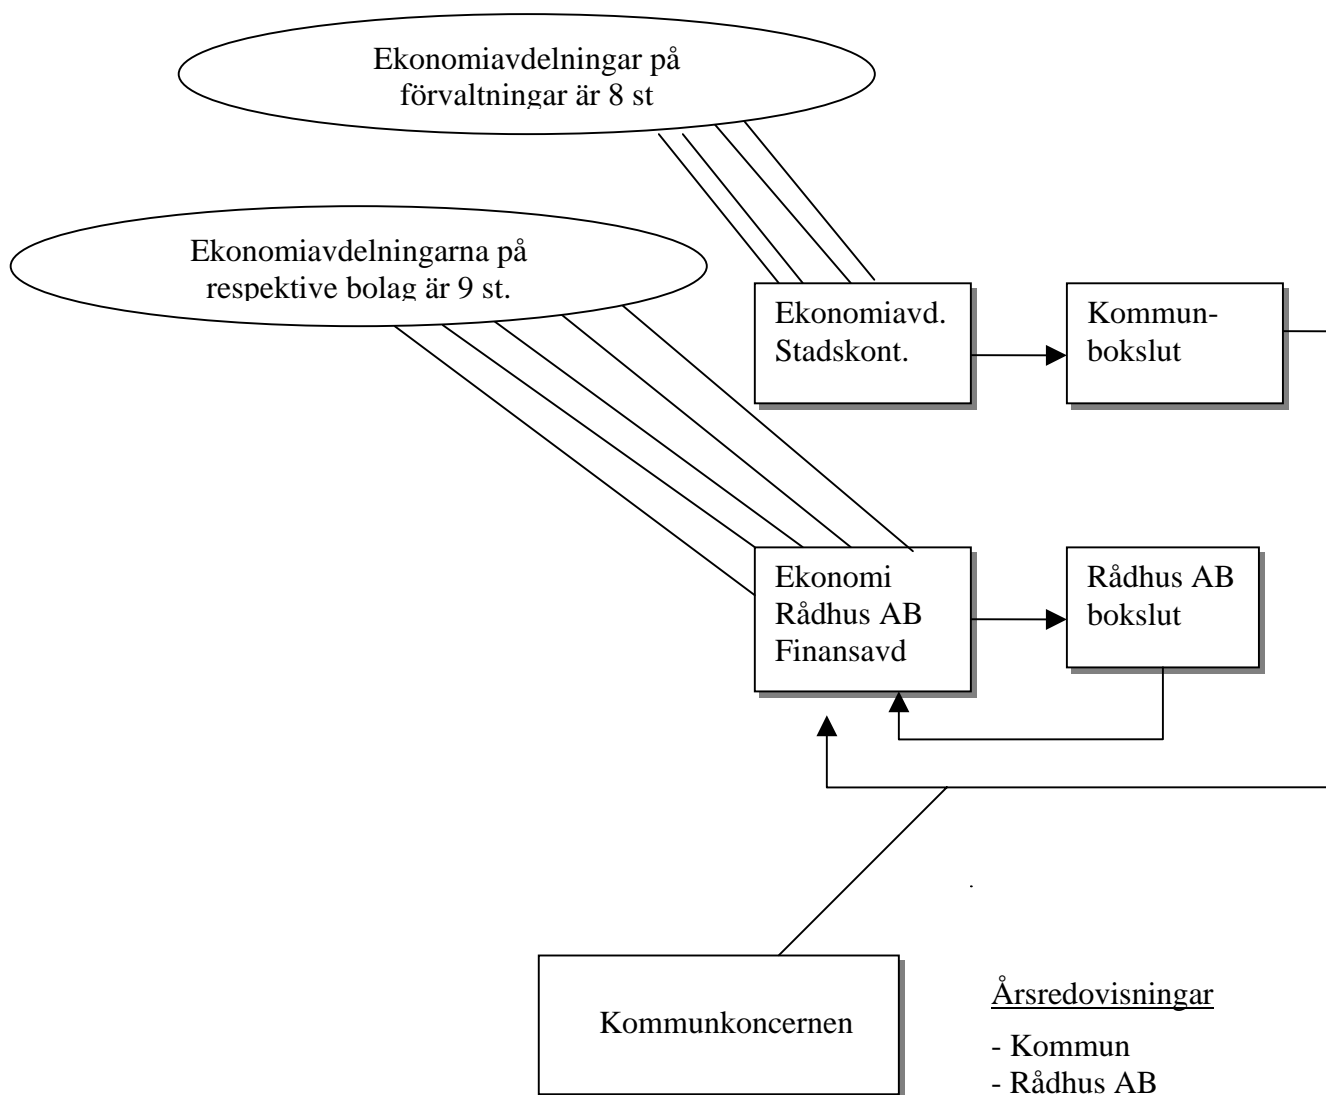 Ekonomiavdelningar på
förvaltningar är 8 st
Ekonomiavdelningarna på
respektive bolag är 9 st.
Ekonomiavd.
Stadskont.
Kommun-
bokslut
Ekonomi
Rådhus AB
Finansavd
Rådhus AB
bokslut
Kommunkoncernen
Årsredovisningar
- Kommun
- Rådhus AB